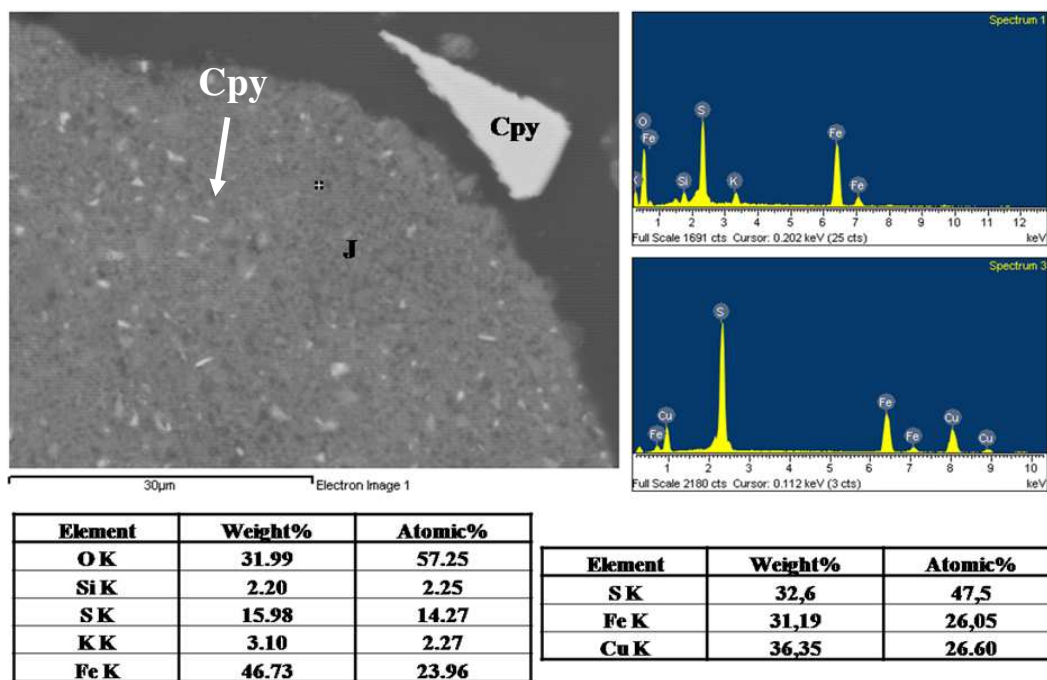 Cpy
Cpy
J
30µm Electron Image 1
Spectrum 1
O
Fe
Si
S
K
Fe
Fe
1 2 3 4 5 6 7 8 9 10 11 12
Full Scale 1691 cts Cursor: 0.202 keV (25 cts) keV
Spectrum 3
Fe
Cu
S
Fe
Fe
Cu
Cu
1 2 3 4 5 6 7 8 9 10
Full Scale 2180 cts Cursor: 0.112 keV (3 cts) keV
Element Weight% Atomic%
O K 31.99 57.25
Si K 2.20 2.25
S K 15.98 14.27
K K 3.10 2.27
Fe K 46.73 23.96
Element Weight% Atomic%
S K 32,6 47,5
Fe K 31,19 26,05
Cu K 36,35 26.60